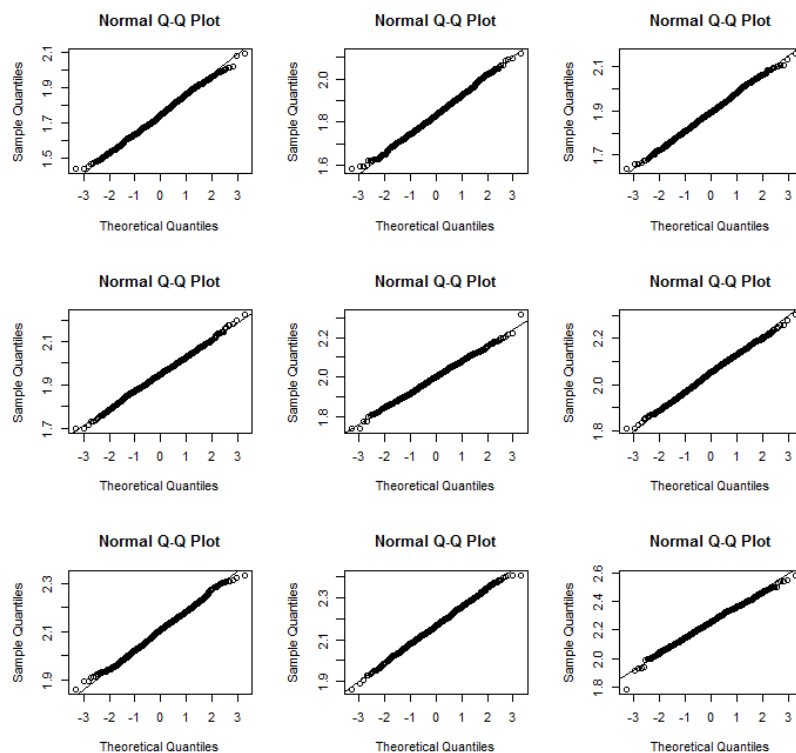 Normal Q-Q Plot
Sample Quantiles
1.5 1.7 1.9 2.1
-3 -2 -1 0 1 2 3
Theoretical Quantiles
Normal Q-Q Plot
Sample Quantiles
1.6 1.8 2.0
-3 -2 -1 0 1 2 3
Theoretical Quantiles
Normal Q-Q Plot
Sample Quantiles
1.7 1.9 2.1
-3 -2 -1 0 1 2 3
Theoretical Quantiles
Normal Q-Q Plot
Sample Quantiles
1.7 1.9 2.1
-3 -2 -1 0 1 2 3
Theoretical Quantiles
Normal Q-Q Plot
Sample Quantiles
1.8 2.0 2.2
-3 -2 -1 0 1 2 3
Theoretical Quantiles
Normal Q-Q Plot
Sample Quantiles
1.8 2.0 2.2
-3 -2 -1 0 1 2 3
Theoretical Quantiles
Normal Q-Q Plot
Sample Quantiles
1.9 2.1 2.3
-3 -2 -1 0 1 2 3
Theoretical Quantiles
Normal Q-Q Plot
Sample Quantiles
1.9 2.1 2.3
-3 -2 -1 0 1 2 3
Theoretical Quantiles
Normal Q-Q Plot
Sample Quantiles
1.8 2.0 2.2 2.4 2.6
-3 -2 -1 0 1 2 3
Theoretical Quantiles